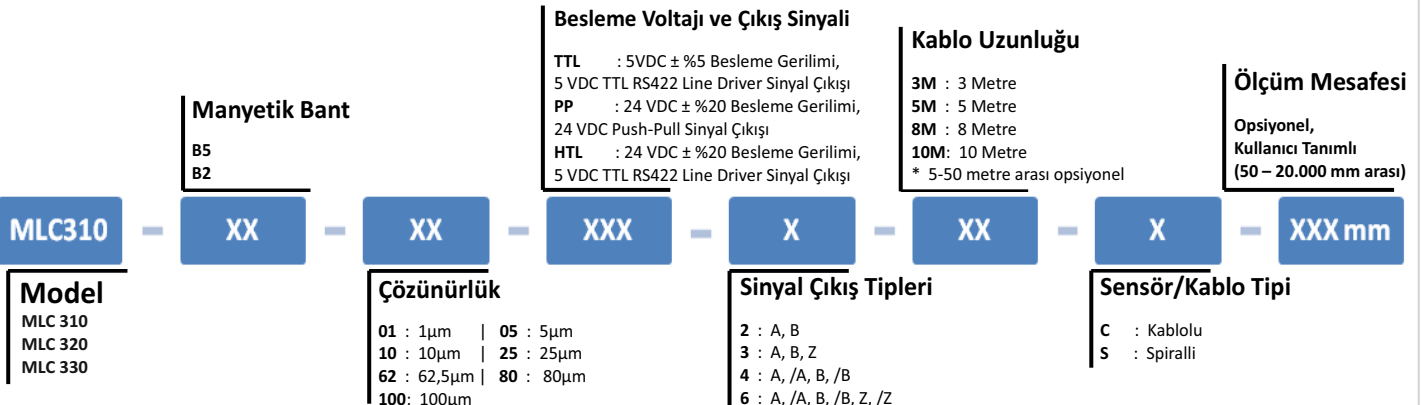 Besleme Voltajı ve Çıkış Sinyali
TTL : 5VDC ± %5 Besleme Gerilimi,
5 VDC TTL RS422 Line Driver Sinyal Çıkışı
PP : 24 VDC ± %20 Besleme Gerilimi,
24 VDC Push-Pull Sinyal Çıkışı
HTL : 24 VDC ± %20 Besleme Gerilimi,
5 VDC TTL RS422 Line Driver Sinyal Çıkışı
Kablo Uzunluğu
3M : 3 Metre
5M : 5 Metre
8M : 8 Metre
10M: 10 Metre
* 5-50 metre arası opsiyonel
Ölçüm Mesafesi
Opsiyonel,
Kullanıcı Tanımlı
(50 – 20.000 mm arası)
Manyetik Bant
B5
B2
MLC310 – XX – XX – XXX – X – XX – X – XXX mm
Model
MLC 310
MLC 320
MLC 330
Çözünürlük
01 : 1µm | 05 : 5µm
10 : 10µm | 25 : 25µm
62 : 62,5µm | 80 : 80µm
100: 100µm
Sinyal Çıkış Tipleri
2 : A, B
3 : A, B, Z
4 : A, /A, B, /B
6 : A, /A, B, /B, Z, /Z
Sensör/Kablo Tipi
C : Kablolu
S : Spiralli